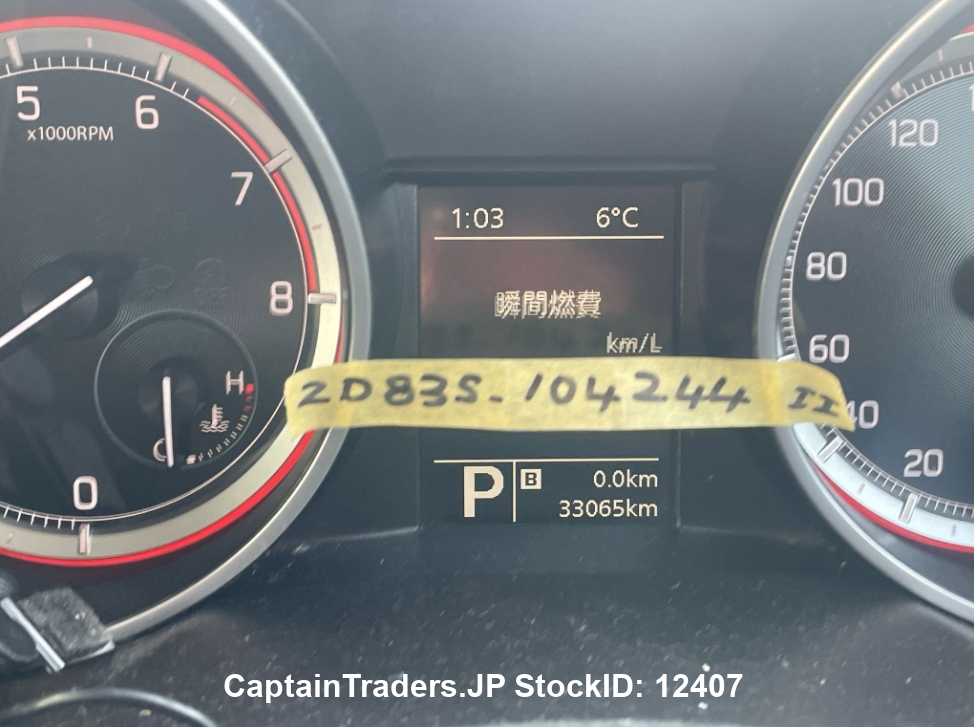 5
6
x1000RPM
7
8
H
C
0
1:03 6°C
瞬間燃費
km/L
2D83S-104244 II
P B 0.0km
33065km
120
100
80
60
40
20
CaptainTraders.JP StockID: 12407